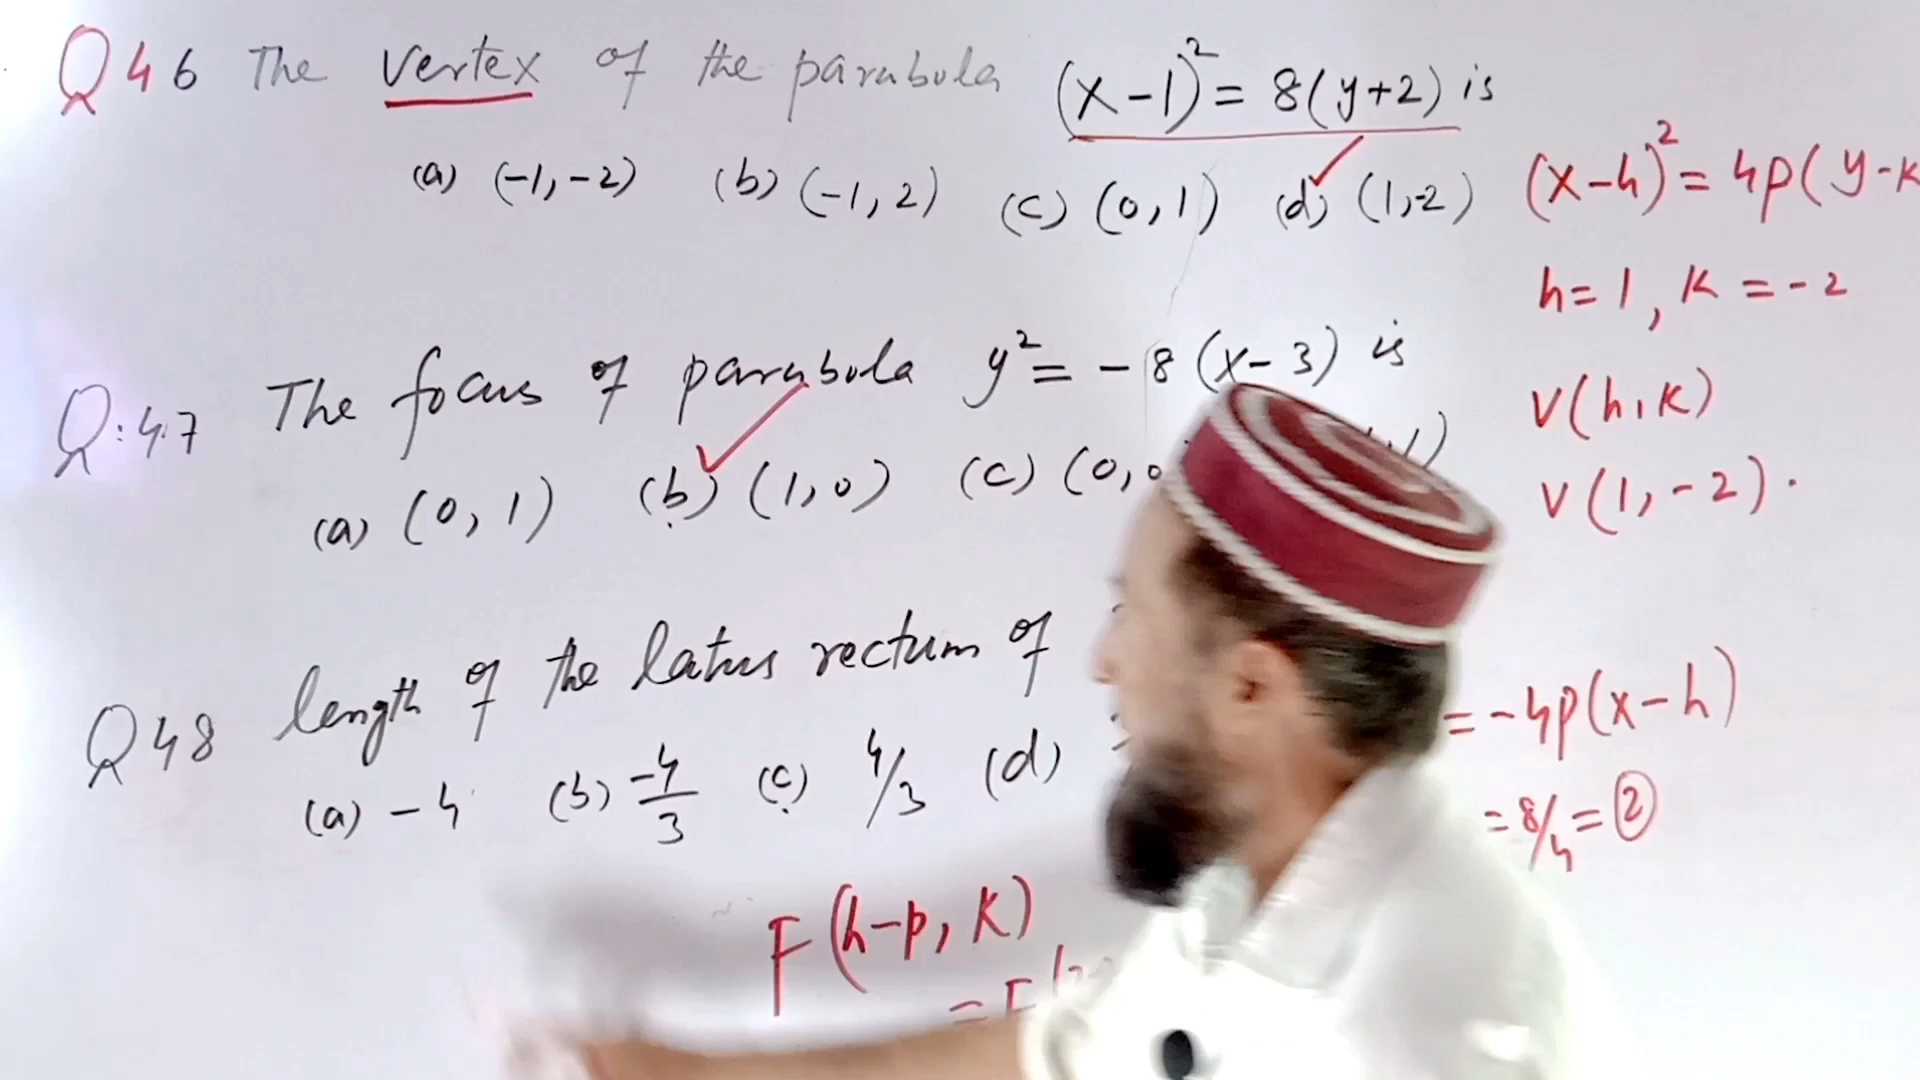 Q46 The vertex of the parabola (x-1)²= 8(y+2) is
(a) (-1,-2) (b) (-1,2) (c) (0,1) (d) (1,-2)
(x-h)²= 4p(y-k
h=1, k=-2
V(h,k)
V(1,-2).
Q:47 The focus of parabola y²= -8(x-3) is
(a) (0,1) (b) (1,0) (c) (0,0
Q48 length of the latus rectum of
(a) -4 (b) -4/3 (c) 4/3 (d)
= -4p(x-h)
= 8/4 = 2
F(h-p, k)
= F(